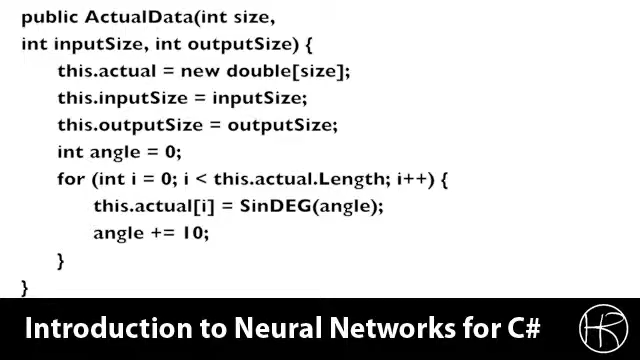 public ActualData(int size,
int inputSize, int outputSize) {
this.actual = new double[size];
this.inputSize = inputSize;
this.outputSize = outputSize;
int angle = 0;
for (int i = 0; i < this.actual.Length; i++) {
this.actual[i] = SinDEG(angle);
angle += 10;
}
}
Introduction to Neural Networks for C#